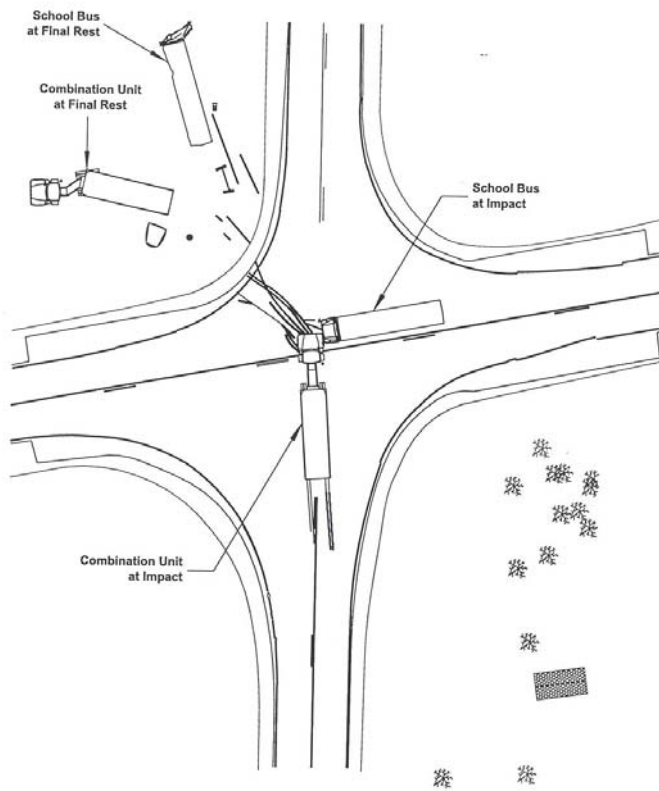 School Bus
at Final Rest
Combination Unit
at Final Rest
School Bus
at Impact
Combination Unit
at Impact